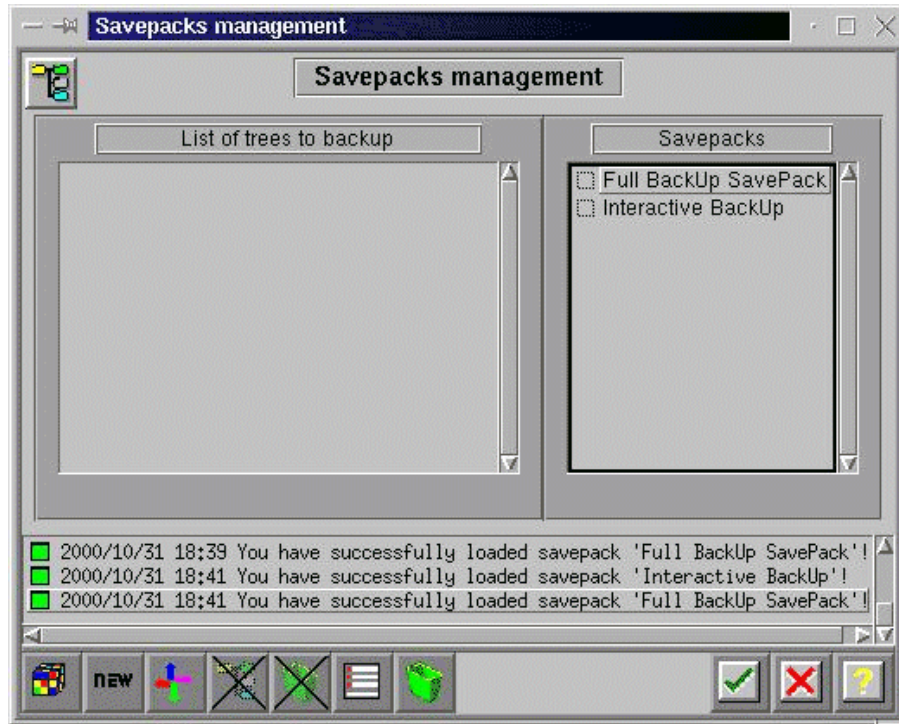 Savepacks management
Savepacks management
List of trees to backup
Savepacks
Full BackUp SavePack
Interactive BackUp
2000/10/31 18:39 You have successfully loaded savepack 'Full BackUp SavePack'!
2000/10/31 18:41 You have successfully loaded savepack 'Interactive BackUp'!
2000/10/31 18:41 You have successfully loaded savepack 'Full BackUp SavePack'!
new
?